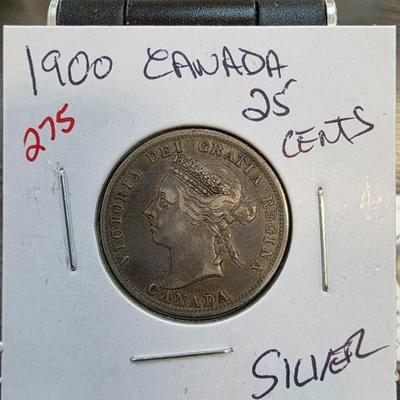 1900 CANADA
25
CENTS
275
VICTORIA DEI GRATIA REGINA
CANADA
SILVER